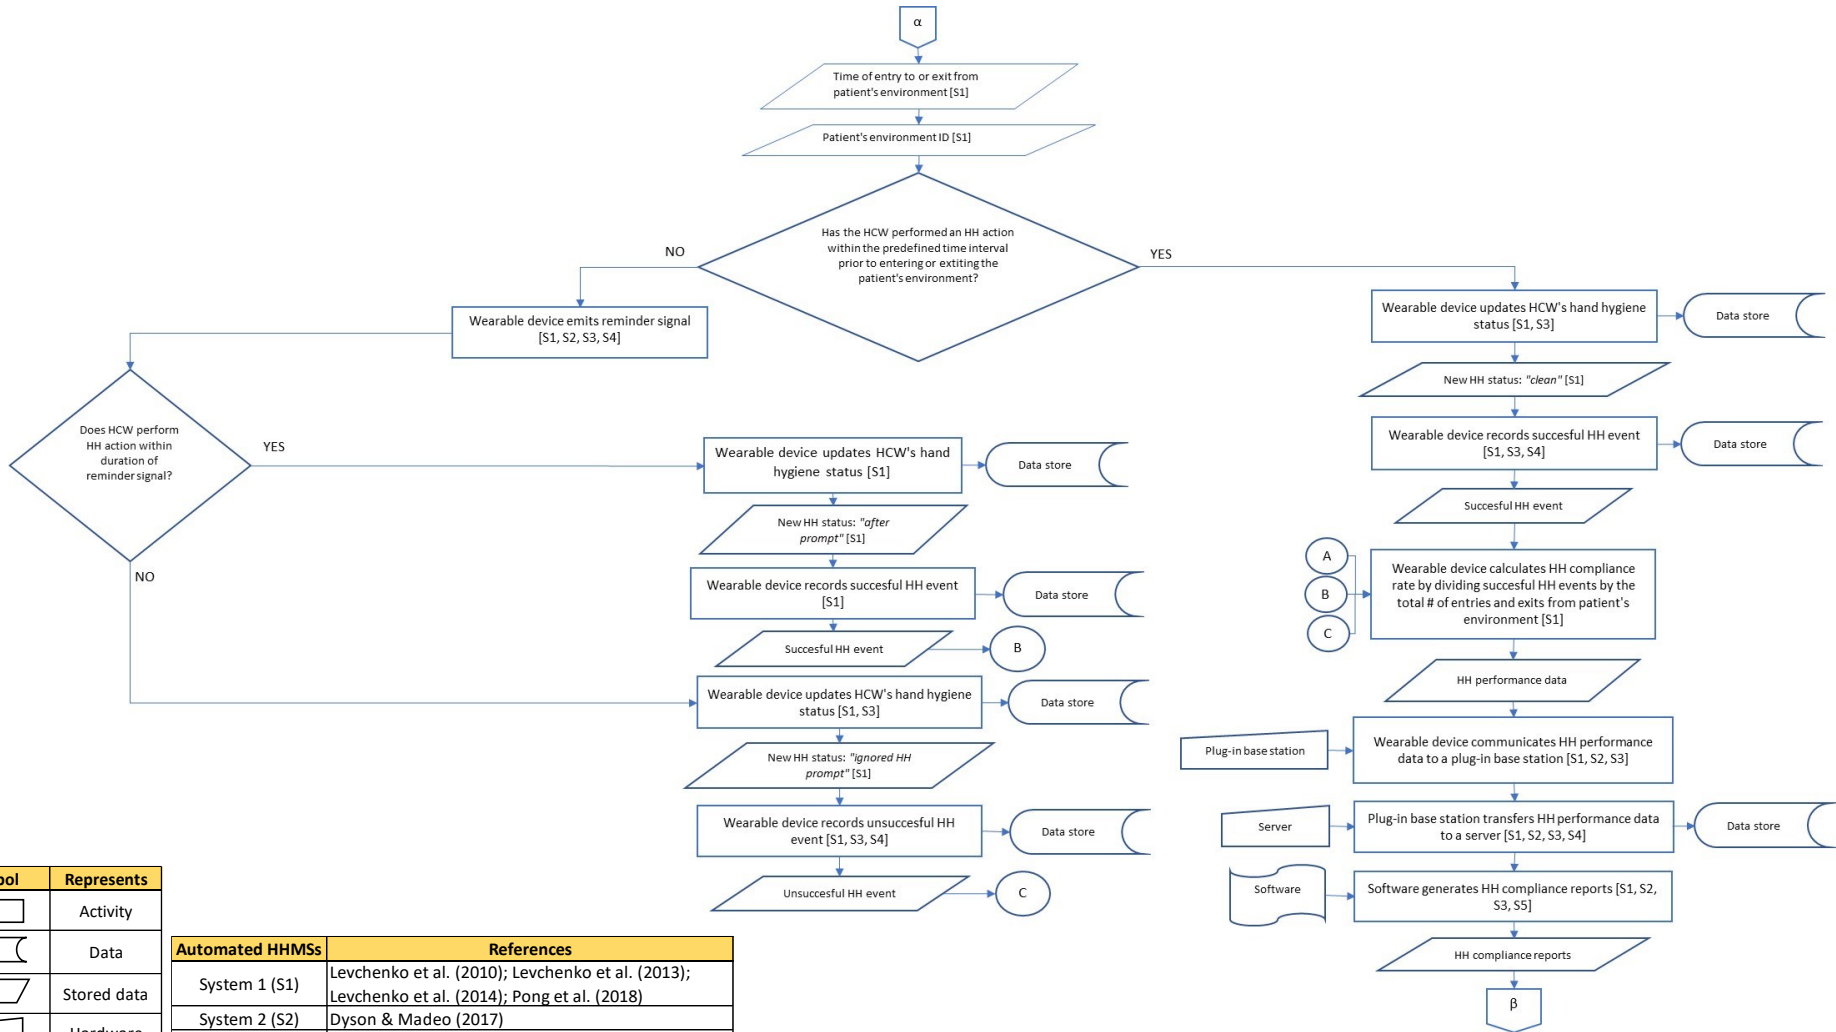 α
Time of entry to or exit from
patient's environment [S1]
Patient's environment ID [S1]
Has the HCW performed an HH action
within the predefined time interval
prior to entering or extiting the
patient's environment?
NO
YES
Wearable device emits reminder signal
[S1, S2, S3, S4]
Does HCW perform
HH action within
duration of
reminder signal?
YES
NO
Wearable device updates HCW's hand
hygiene status [S1]
Data store
New HH status: "after
prompt" [S1]
Wearable device records succesful HH event
[S1]
Data store
Succesful HH event
B
Wearable device updates HCW's hand hygiene
status [S1, S3]
Data store
New HH status: "ignored HH
prompt" [S1]
Wearable device records unsuccesful HH
event [S1, S3, S4]
Data store
Unsuccesful HH event
C
Wearable device updates HCW's hand hygiene
status [S1, S3]
Data store
New HH status: "clean" [S1]
Wearable device records succesful HH event
[S1, S3, S4]
Data store
Succesful HH event
A
B
C
Wearable device calculates HH compliance
rate by dividing succesful HH events by the
total # of entries and exits from patient's
environment [S1]
HH performance data
Plug-in base station
Wearable device communicates HH performance
data to a plug-in base station [S1, S2, S3]
Server
Plug-in base station transfers HH performance data
to a server [S1, S2, S3, S4]
Data store
Software
Software generates HH compliance reports [S1, S2,
S3, S5]
HH compliance reports
β
Represents
Activity
Data
Stored data
Automated HHMSs References
System 1 (S1) Levchenko et al. (2010); Levchenko et al. (2013);
Levchenko et al. (2014); Pong et al. (2018)
System 2 (S2) Dyson & Madeo (2017)